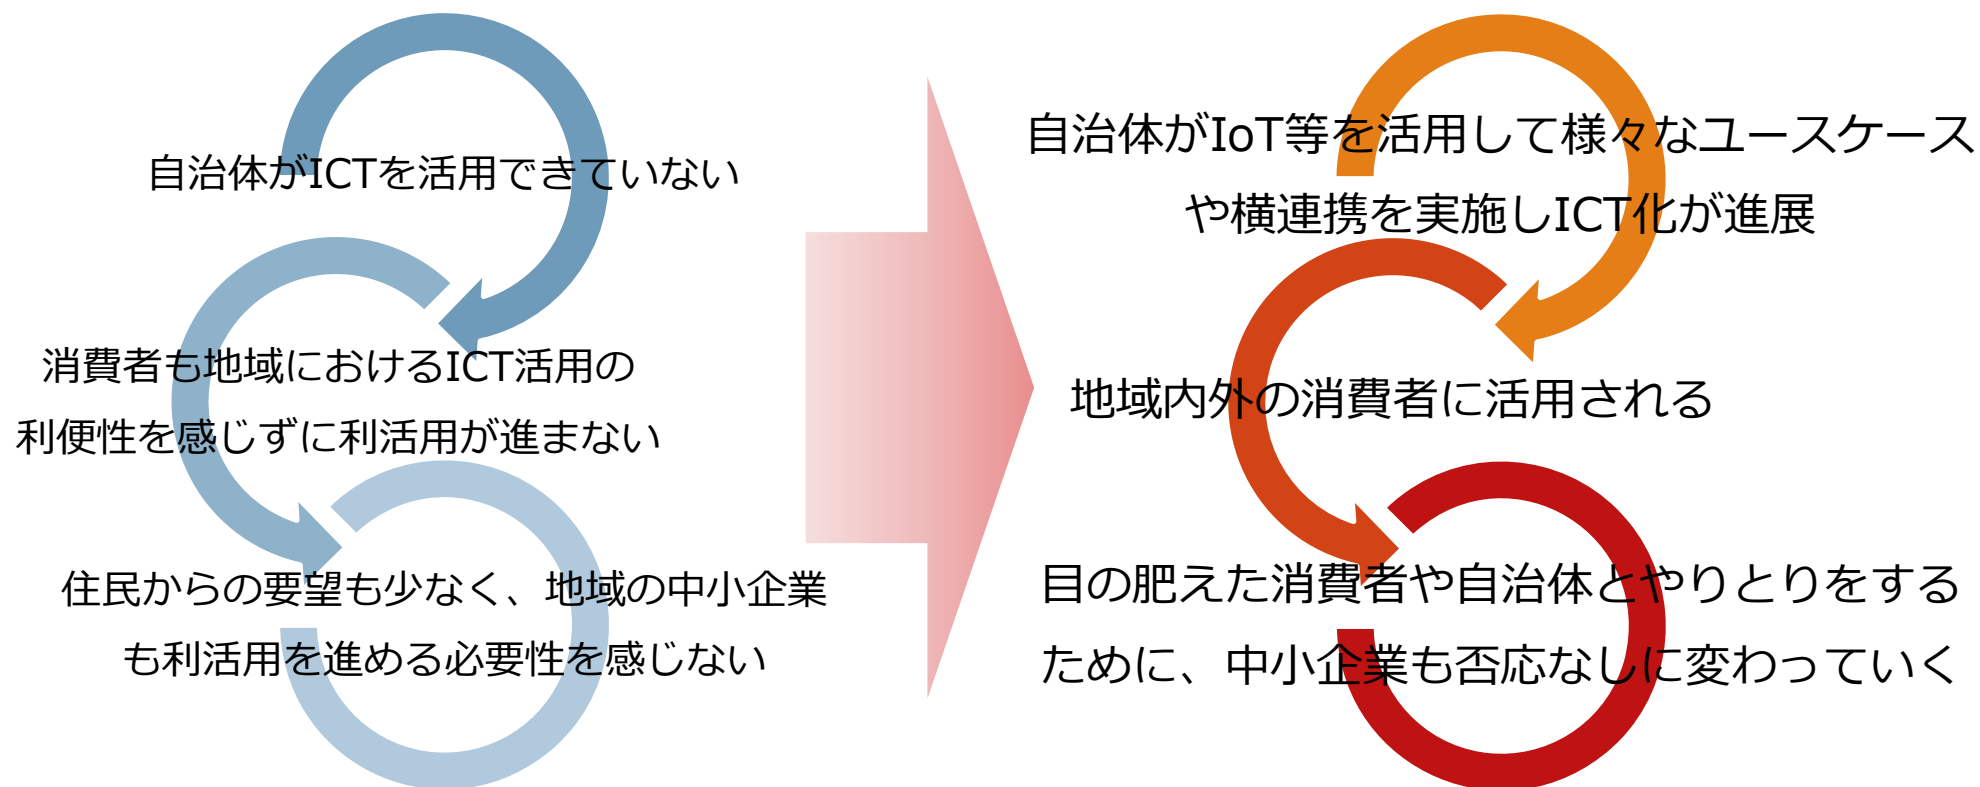 自治体がICTを活用できていない
消費者も地域におけるICT活用の
利便性を感じずに利活用が進まない
住民からの要望も少なく、地域の中小企業
も利活用を進める必要性を感じない
自治体がIoT等を活用して様々なユースケース
や横連携を実施しICT化が進展
地域内外の消費者に活用される
目の肥えた消費者や自治体とやりとりをする
ために、中小企業も否応なしに変わっていく